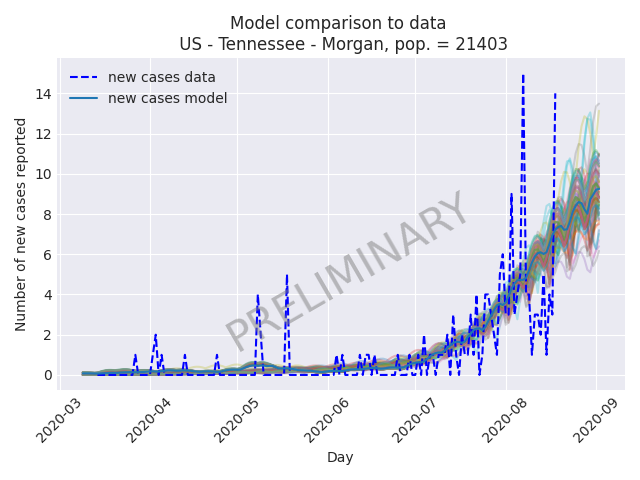 Model comparison to data
US - Tennessee - Morgan, pop. = 21403
new cases data
new cases model
Number of new cases reported
14
12
10
8
6
4
2
0
PRELIMINARY
2020-03
2020-04
2020-05
2020-06
2020-07
2020-08
2020-09
Day